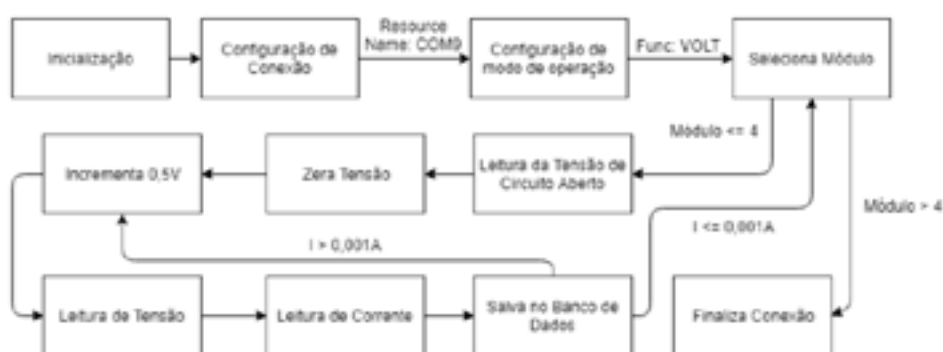 Inicialização
Configuração de
Conexão
Resource
Name: COM9
Configuração de
modo de operação
Func: VOLT
Seleciona Módulo
Módulo <= 4
Módulo > 4
Incrementa 0,5V
Zera Tensão
Leitura da Tensão de
Circuito Aberto
I > 0,001A
I <= 0,001A
Leitura de Tensão
Leitura de Corrente
Salva no Banco de
Dados
Finaliza Conexão